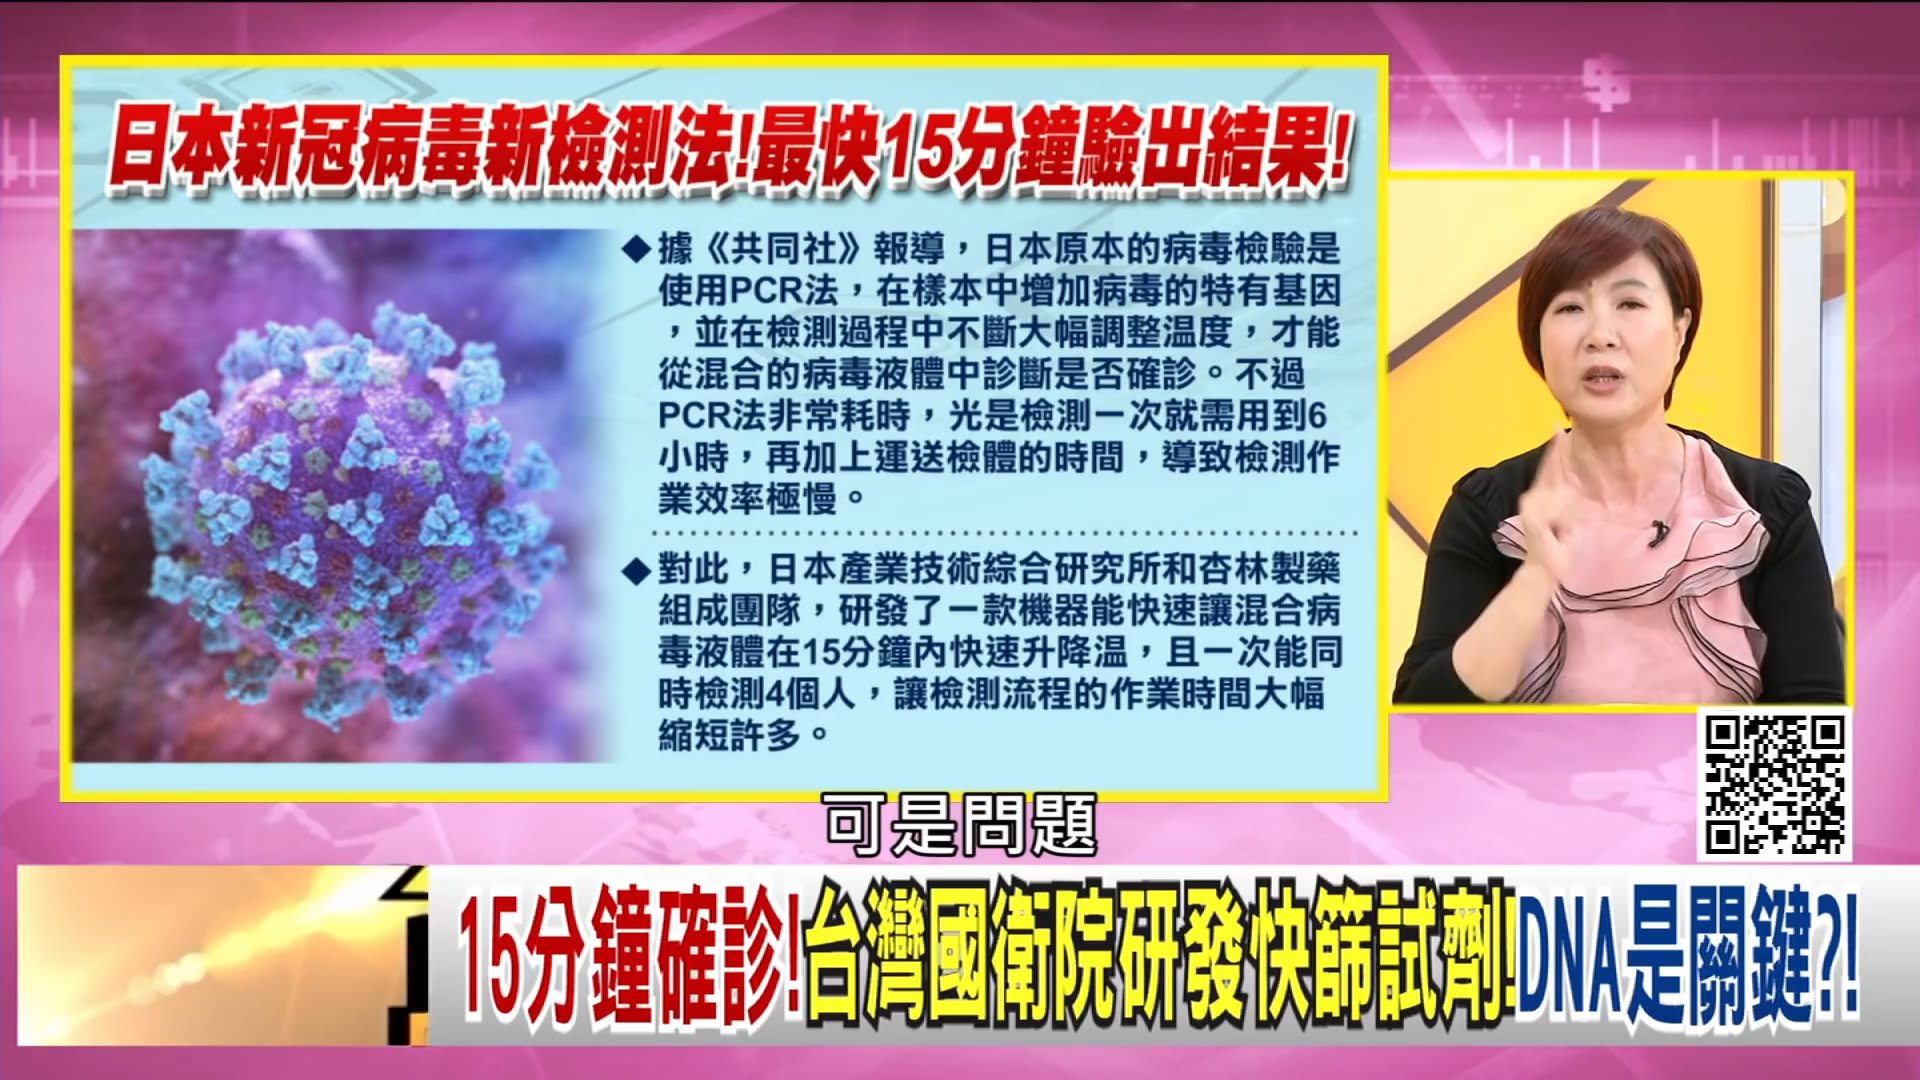 日本新冠病毒新檢測法!最快15分鐘驗出結果!
◆據《共同社》報導，日本原本的病毒檢驗是
使用PCR法，在樣本中增加病毒的特有基因
，並在檢測過程中不斷大幅調整温度，才能
從混合的病毒液體中診斷是否確診。不過
PCR法非常耗時，光是檢測一次就需用到6
小時，再加上運送檢體的時間，導致檢測作
業效率極慢。
◆對此，日本產業技術綜合研究所和杏林製藥
組成團隊，研發了一款機器能快速讓混合病
毒液體在15分鐘內快速升降温，且一次能同
時檢測4個人，讓檢測流程的作業時間大幅
縮短許多。
可是問題
15分鐘確診!台灣國衛院研發快篩試劑!DNA是關鍵?!